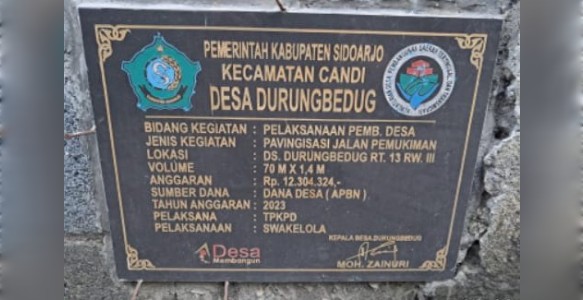 PEMERINTAH KABUPATEN SIDOARJO
KECAMATAN CANDI
DESA DURUNGBEDUG
BIDANG KEGIATAN : PELAKSANAAN PEMB. DESA
JENIS KEGIATAN : PAVINGISASI JALAN PEMUKIMAN
LOKASI : DS. DURUNGBEDUG RT. 13 RW. III
VOLUME : 70 M X 1,4 M
ANGGARAN : Rp. 12.304.324,-
SUMBER DANA : DANA DESA ( APBN )
TAHUN ANGGARAN : 2023
PELAKSANA : TPKPD
PELAKSANAAN : SWAKELOLA
KEPALA DESA DURUNGBEDUG
Desa
Membangun
MOH. ZAINURI